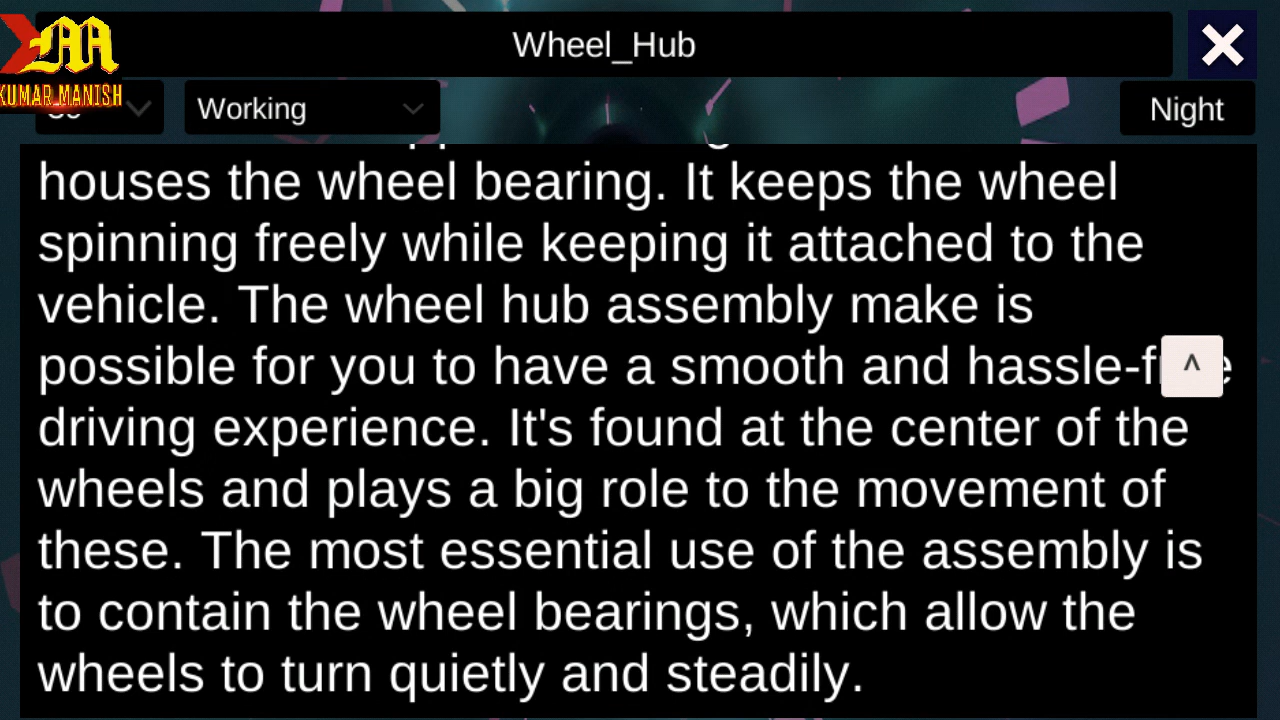 Wheel_Hub
KUMAR MANISH
Working
Night
houses the wheel bearing. It keeps the wheel
spinning freely while keeping it attached to the
vehicle. The wheel hub assembly make is
possible for you to have a smooth and
^
driving experience. It's found at the center of the
wheels and plays a big role to the movement of
these. The most essential use of the assembly is
to contain the wheel bearings, which allow the
wheels to turn quietly and steadily.